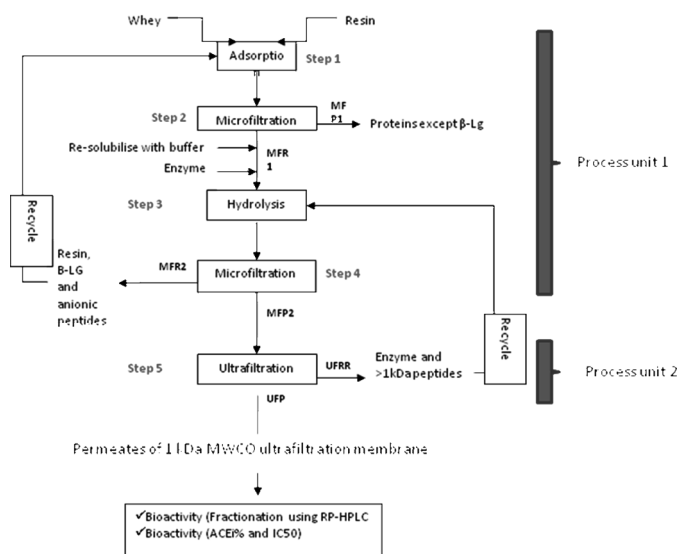 Whey
Resin
Adsorptio
Step 1
Step 2
Microfiltration
MF
P1
Proteins except β-Lg
Process unit 1
Re-solubilise with buffer
MFR
1
Enzyme
Step 3
Hydrolysis
Recycle
Resin,
B-LG
and
anionic
peptides
MFR2
Microfiltration
Step 4
MFP2
Recycle
Step 5
Ultrafiltration
UFRR
Enzyme and
>1kDa peptides
Process unit 2
UFP
Permeates of 1 kDa MWCO ultrafiltration membrane
✓Bioactivity (Fractionation using RP-HPLC
✓Bioactivity (ACEi% and IC50)